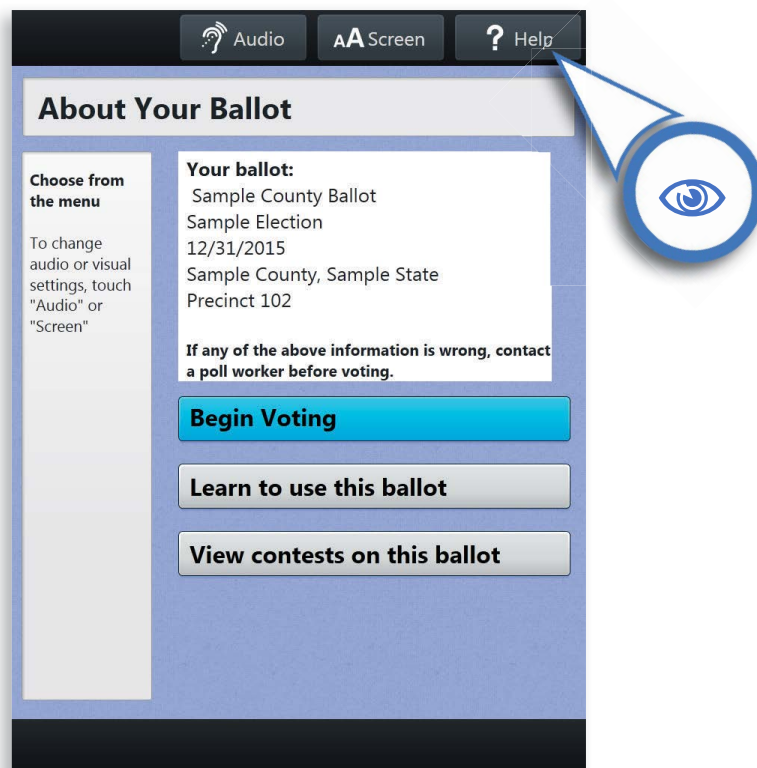 Audio
AA Screen
? Help
About Your Ballot
Choose from
the menu
To change
audio or visual
settings, touch
"Audio" or
"Screen"
Your ballot:
Sample County Ballot
Sample Election
12/31/2015
Sample County, Sample State
Precinct 102
If any of the above information is wrong, contact
a poll worker before voting.
Begin Voting
Learn to use this ballot
View contests on this ballot